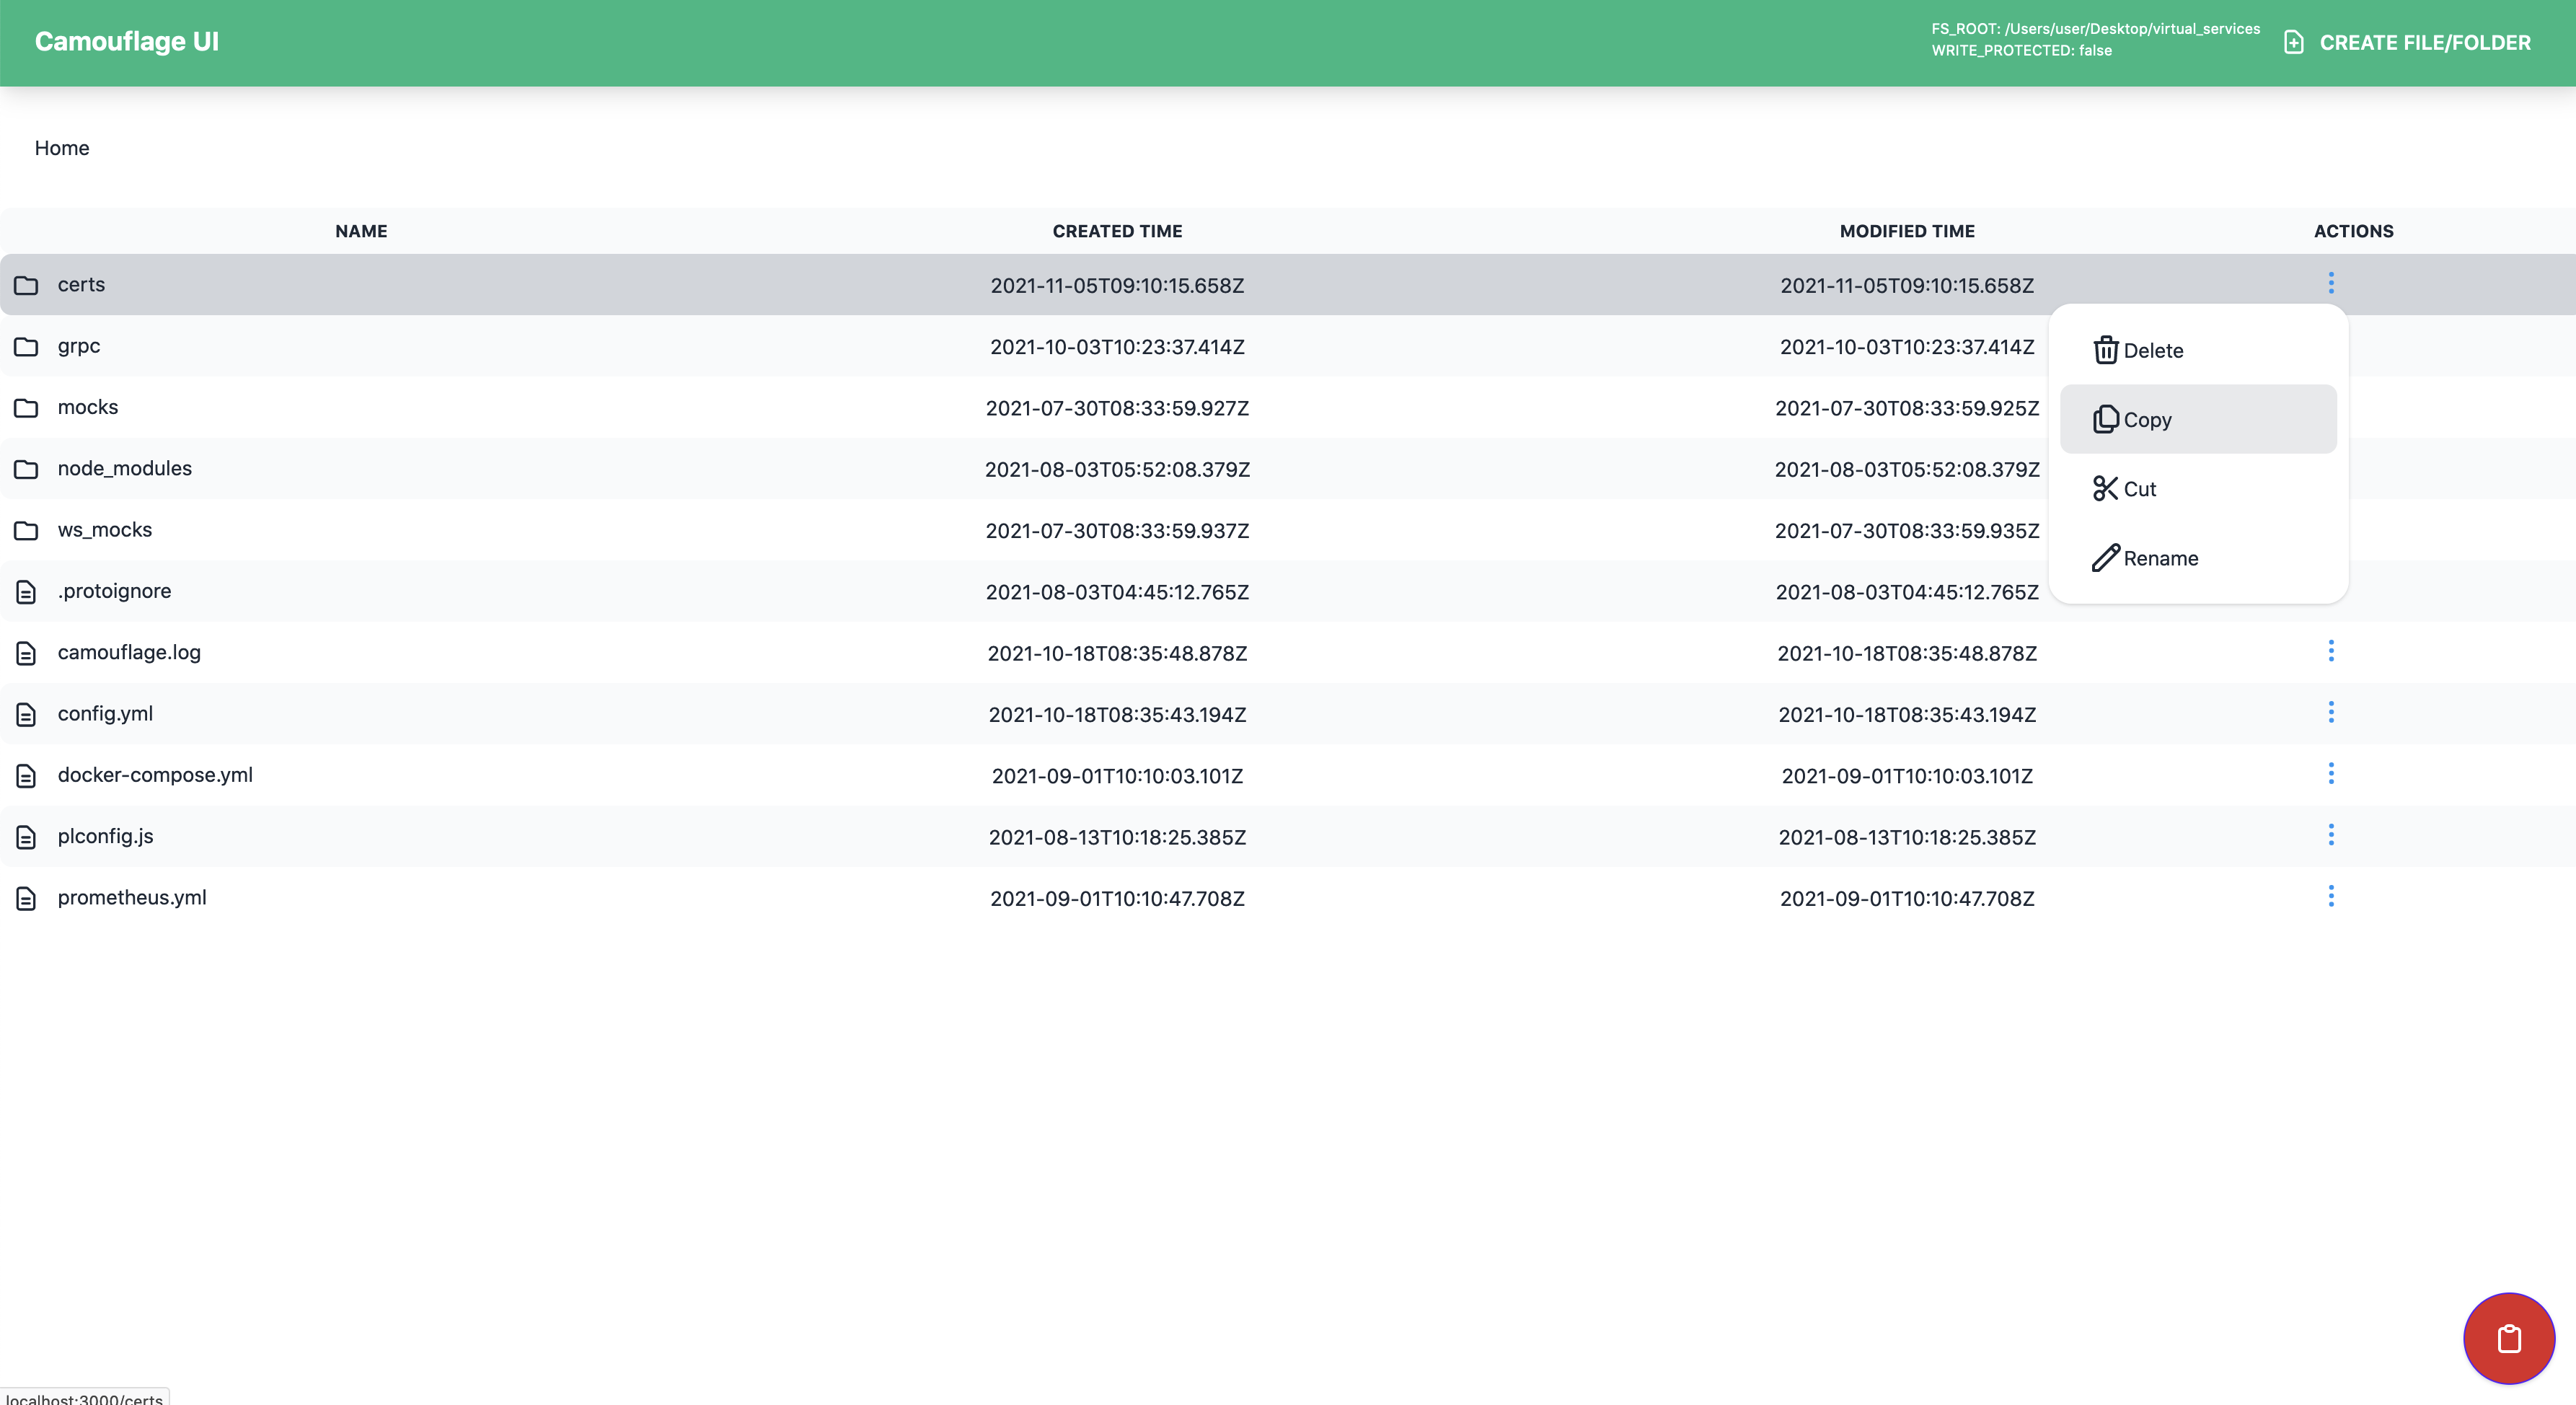 Camouflage UI
FS_ROOT: /Users/user/Desktop/virtual_services
WRITE_PROTECTED: false
CREATE FILE/FOLDER
Home
NAME CREATED TIME MODIFIED TIME ACTIONS
certs 2021-11-05T09:10:15.658Z 2021-11-05T09:10:15.658Z
grpc 2021-10-03T10:23:37.414Z 2021-10-03T10:23:37.414Z
mocks 2021-07-30T08:33:59.927Z 2021-07-30T08:33:59.925Z
node_modules 2021-08-03T05:52:08.379Z 2021-08-03T05:52:08.379Z
ws_mocks 2021-07-30T08:33:59.937Z 2021-07-30T08:33:59.935Z
.protoignore 2021-08-03T04:45:12.765Z 2021-08-03T04:45:12.765Z
camouflage.log 2021-10-18T08:35:48.878Z 2021-10-18T08:35:48.878Z
config.yml 2021-10-18T08:35:43.194Z 2021-10-18T08:35:43.194Z
docker-compose.yml 2021-09-01T10:10:03.101Z 2021-09-01T10:10:03.101Z
plconfig.js 2021-08-13T10:18:25.385Z 2021-08-13T10:18:25.385Z
prometheus.yml 2021-09-01T10:10:47.708Z 2021-09-01T10:10:47.708Z
Delete
Copy
Cut
Rename
localhost:3000/certs